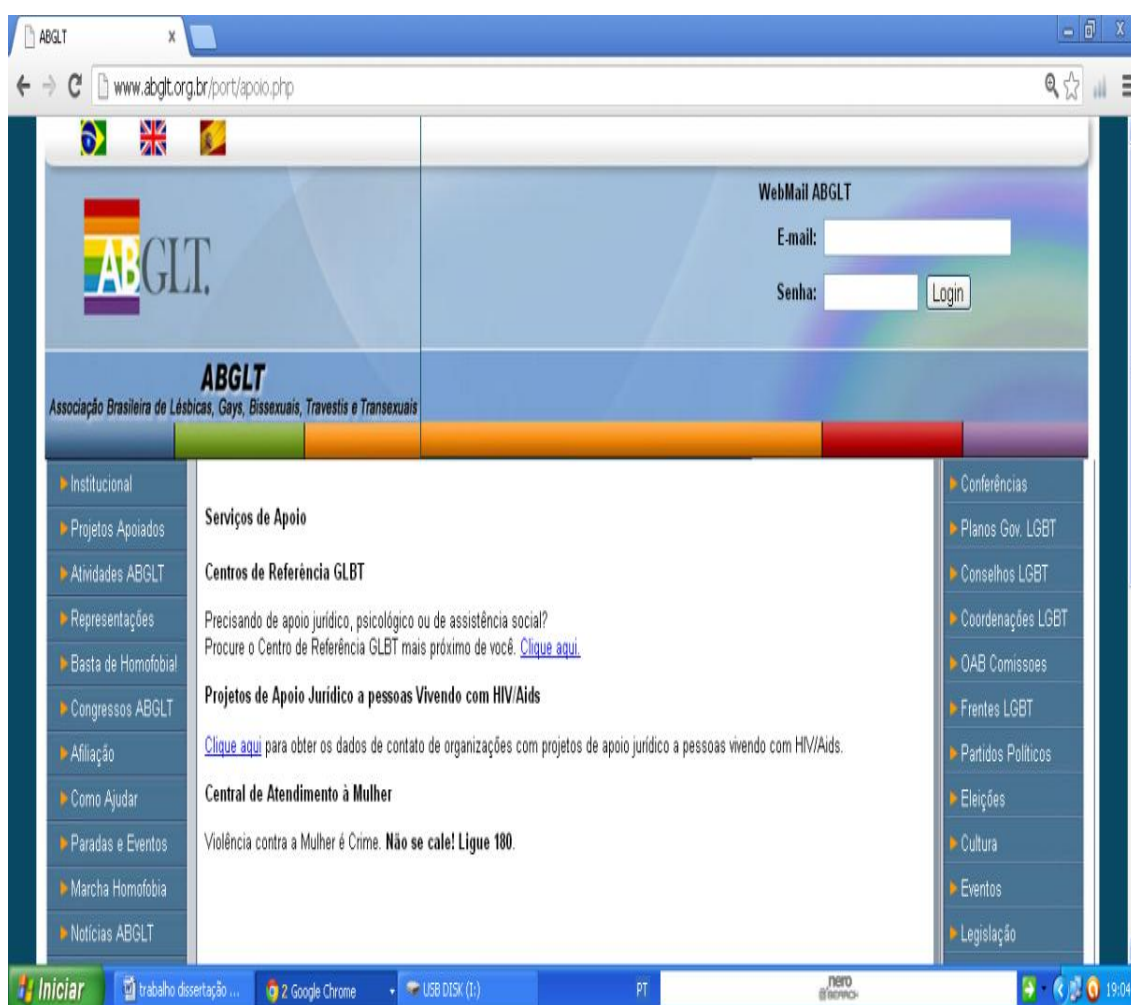 ABGLT
www.abglt.org.br/port/apoio.php
WebMail ABGLT
E-mail:
Senha:
Login
ABGLT.
ABGLT
Associação Brasileira de Lésbicas, Gays, Bissexuais, Travestis e Transexuais
Institucional
Projetos Apoiados
Atividades ABGLT
Representações
Basta de Homofobia!
Congressos ABGLT
Afiliação
Como Ajudar
Paradas e Eventos
Marcha Homofobia
Notícias ABGLT
Serviços de Apoio
Centros de Referência GLBT
Precisando de apoio jurídico, psicológico ou de assistência social?
Procure o Centro de Referência GLBT mais próximo de você. Clique aqui.
Projetos de Apoio Jurídico a pessoas Vivendo com HIV/Aids
Clique aqui para obter os dados de contato de organizações com projetos de apoio jurídico a pessoas vivendo com HIV/Aids.
Central de Atendimento à Mulher
Violência contra a Mulher é Crime. Não se cale! Ligue 180.
Conferências
Planos Gov. LGBT
Conselhos LGBT
Coordenações LGBT
OAB Comissoes
Frentes LGBT
Partidos Políticos
Eleições
Cultura
Eventos
Legislação
Iniciar
trabalho dissertação ...
2 Google Chrome
USB DISK (I:)
PT
nero
SEARCH
19:04